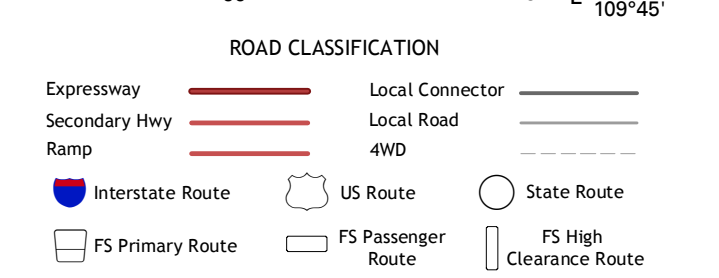 109°45'
ROAD CLASSIFICATION
Expressway
Local Connector
Secondary Hwy
Local Road
Ramp
4WD
Interstate Route
US Route
State Route
FS Primary Route
FS Passenger
Route
FS High
Clearance Route